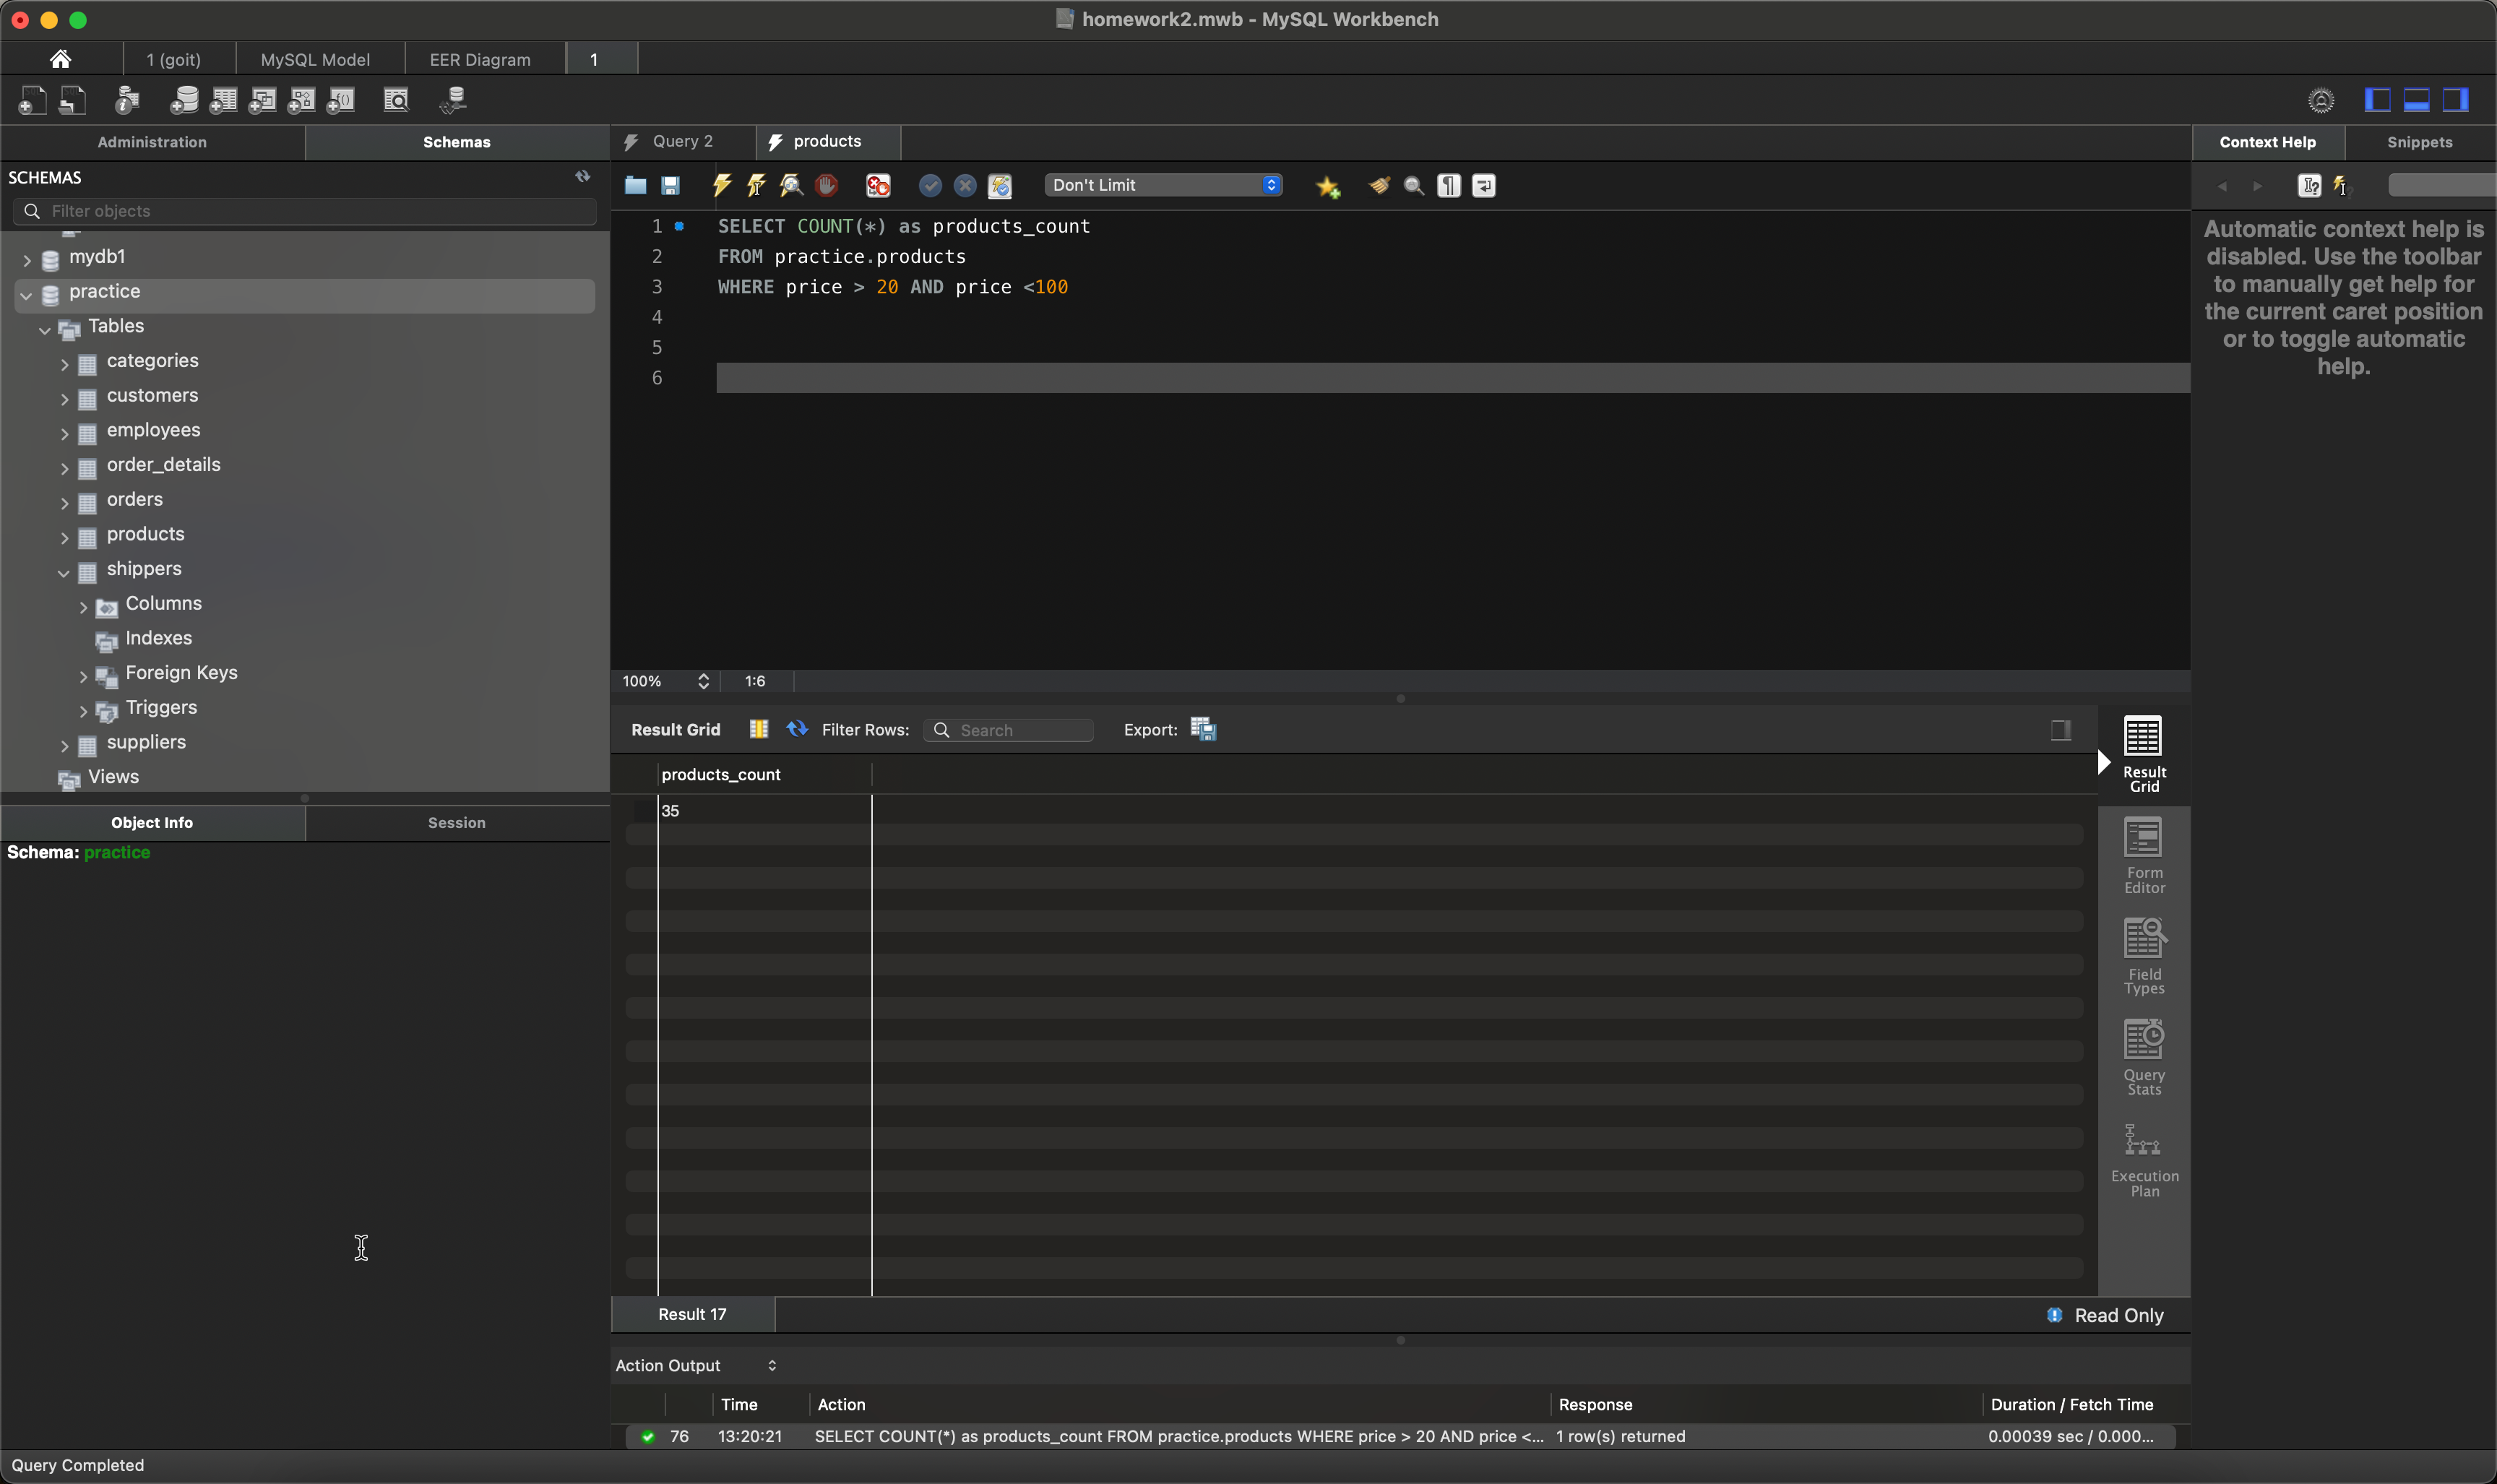 homework2.mwb - MySQL Workbench
1 (goit)
MySQL Model
EER Diagram
1
Administration
Schemas
SCHEMAS
Filter objects
mydb1
practice
Tables
categories
customers
employees
order_details
orders
products
shippers
Columns
Indexes
Foreign Keys
Triggers
suppliers
Views
Object Info
Session
Schema: practice
Query 2
products
Don't Limit
1 SELECT COUNT(*) as products_count
2 FROM practice.products
3 WHERE price > 20 AND price <100
4
5
6
100%
1:6
Result Grid
Filter Rows:
Search
Export:
products_count
35
Result
Grid
Form
Editor
Field
Types
Query
Stats
Execution
Plan
Result 17
Read Only
Action Output
Time
Action
Response
Duration / Fetch Time
76 13:20:21 SELECT COUNT(*) as products_count FROM practice.products WHERE price > 20 AND price <... 1 row(s) returned 0.00039 sec / 0.000...
Context Help
Snippets
Automatic context help is
disabled. Use the toolbar
to manually get help for
the current caret position
or to toggle automatic
help.
Query Completed